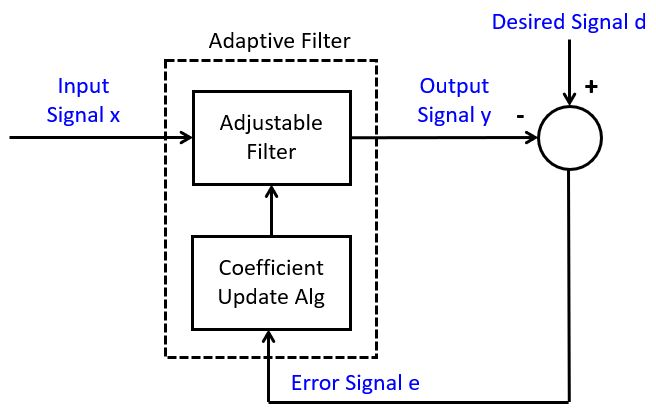 Desired Signal d
Adaptive Filter
Input
Signal x
Output
Signal y
+
-
Adjustable
Filter
Coefficient
Update Alg
Error Signal e